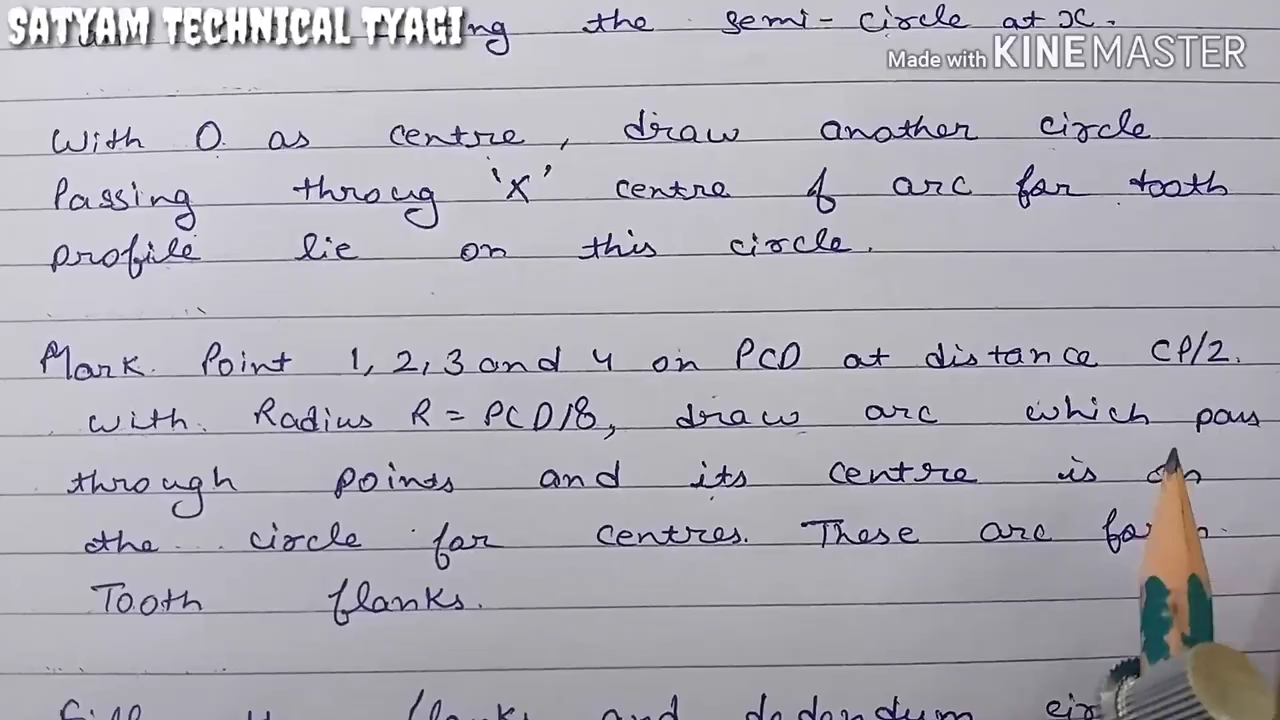 SATYAM TECHNICAL TYAGI
ng the semi-circle at x.
Made with KINEMASTER
With O. as centre, draw another circle
Passing throug 'X' centre of arc for tooth
profile lie on this circle.
Mark Point 1, 2, 3 and 4 on PCD at distance CP/2.
with. Radius R = PCD/8, draw arc which pass
through points and its centre is on
the circle for centres. These arc
Tooth flanks.
flanks and dedendum